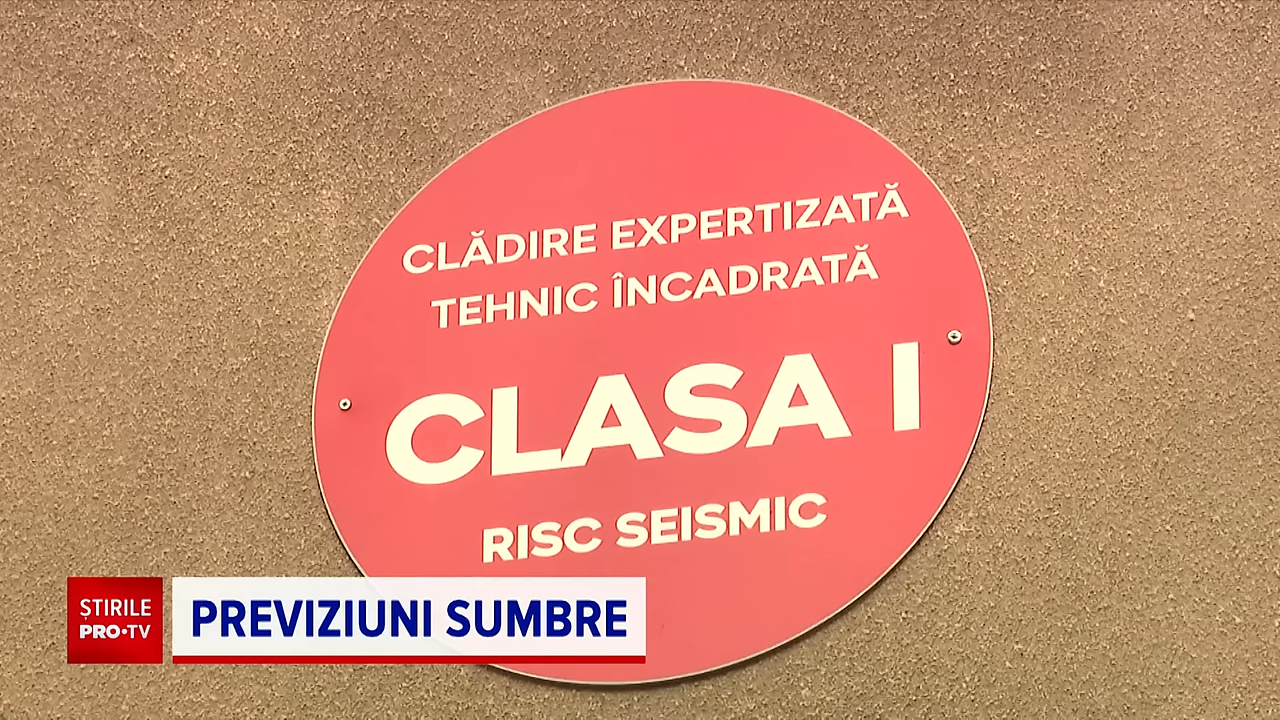 CLĂDIRE EXPERTIZATĂ
TEHNIC ÎNCADRATĂ
CLASA I
RISC SEISMIC
ȘTIRILE
PRO•TV
PREVIZIUNI SUMBRE